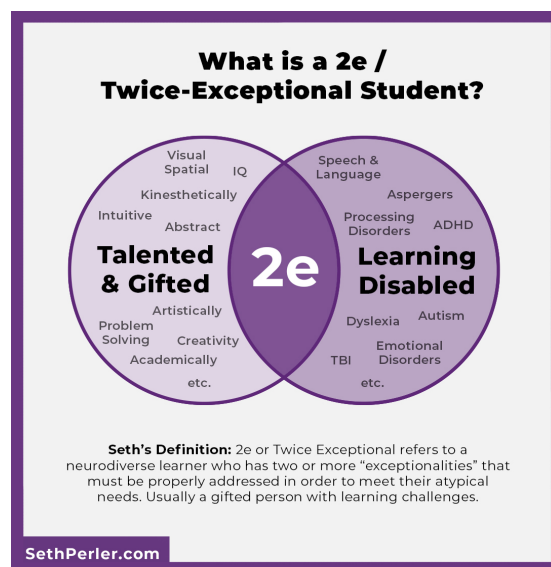 What is a 2e /
Twice-Exceptional Student?
Visual
Spatial
IQ
Kinesthetically
Intuitive
Abstract
Talented
& Gifted
Artistically
Problem
Solving
Creativity
Academically
etc.
2e
Speech &
Language
Aspergers
Processing
Disorders
ADHD
Learning
Disabled
Dyslexia
Autism
Emotional
Disorders
TBI
etc.
Seth’s Definition: 2e or Twice Exceptional refers to a
neurodiverse learner who has two or more “exceptionalities” that
must be properly addressed in order to meet their atypical
needs. Usually a gifted person with learning challenges.
SethPerler.com